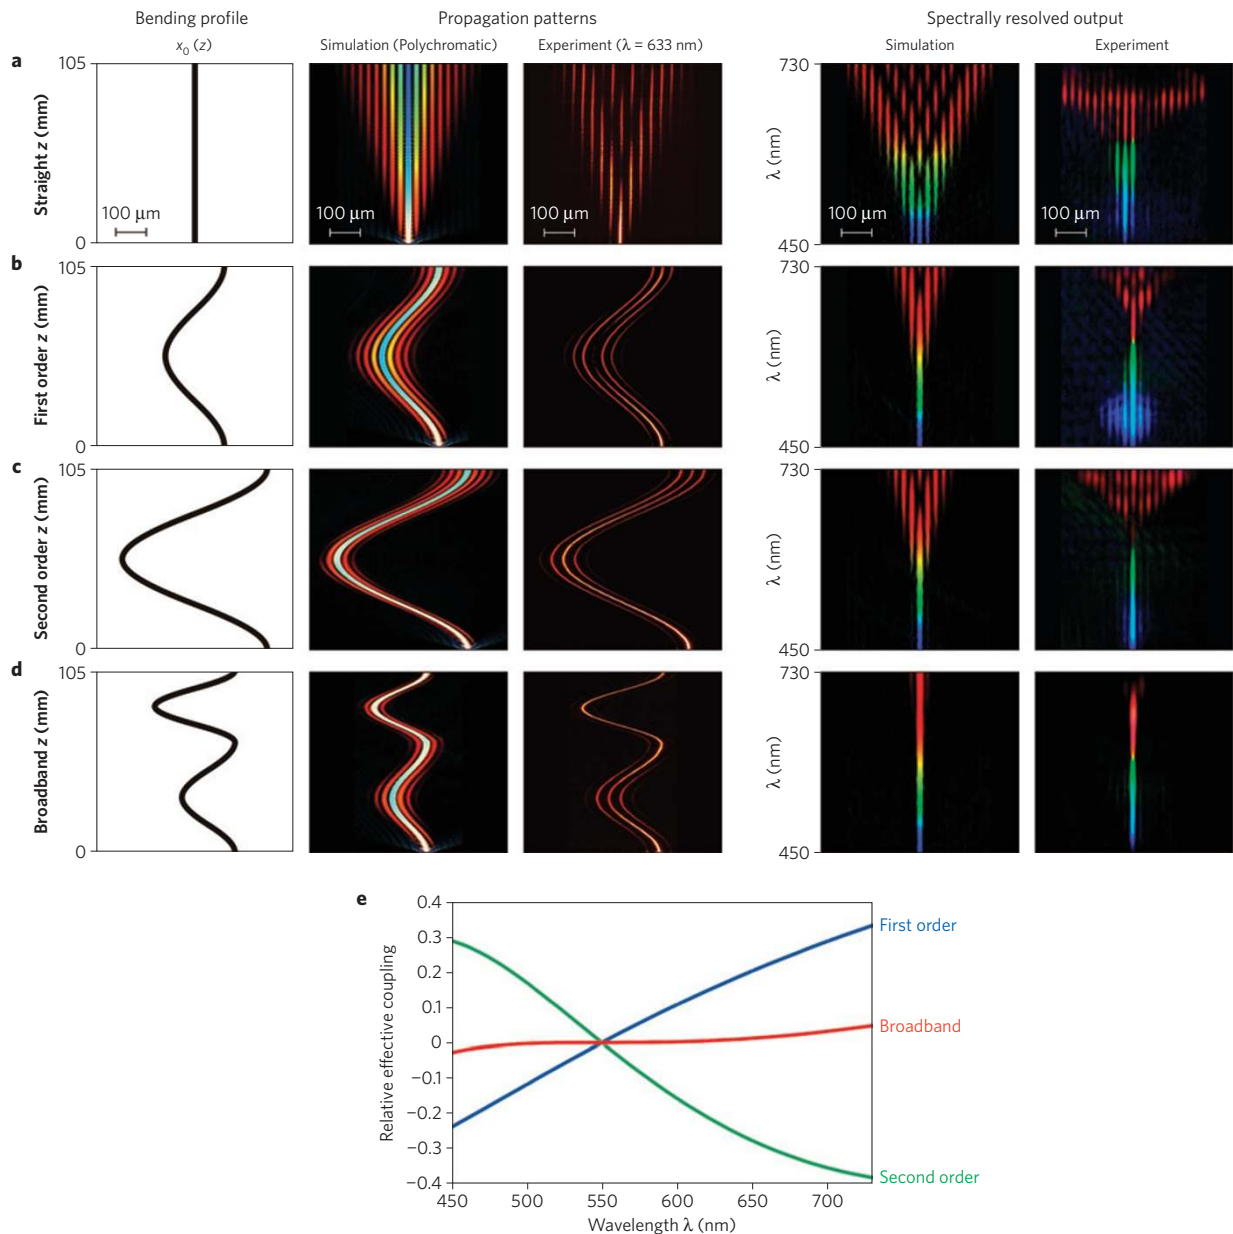 Bending profile
Propagation patterns
Spectrally resolved output
x0 (z)
Simulation (Polychromatic)
Experiment (λ = 633 nm)
Simulation
Experiment
a
Straight z (mm)
105
0
100 μm
100 μm
100 μm
λ (nm)
730
450
100 μm
100 μm
b
First order z (mm)
105
0
λ (nm)
730
450
c
Second order z (mm)
105
0
λ (nm)
730
450
d
Broadband z (mm)
105
0
λ (nm)
730
450
e
Relative effective coupling
0.4
0.3
0.2
0.1
0
−0.1
−0.2
−0.3
−0.4
First order
Broadband
Second order
450 500 550 600 650 700
Wavelength λ (nm)